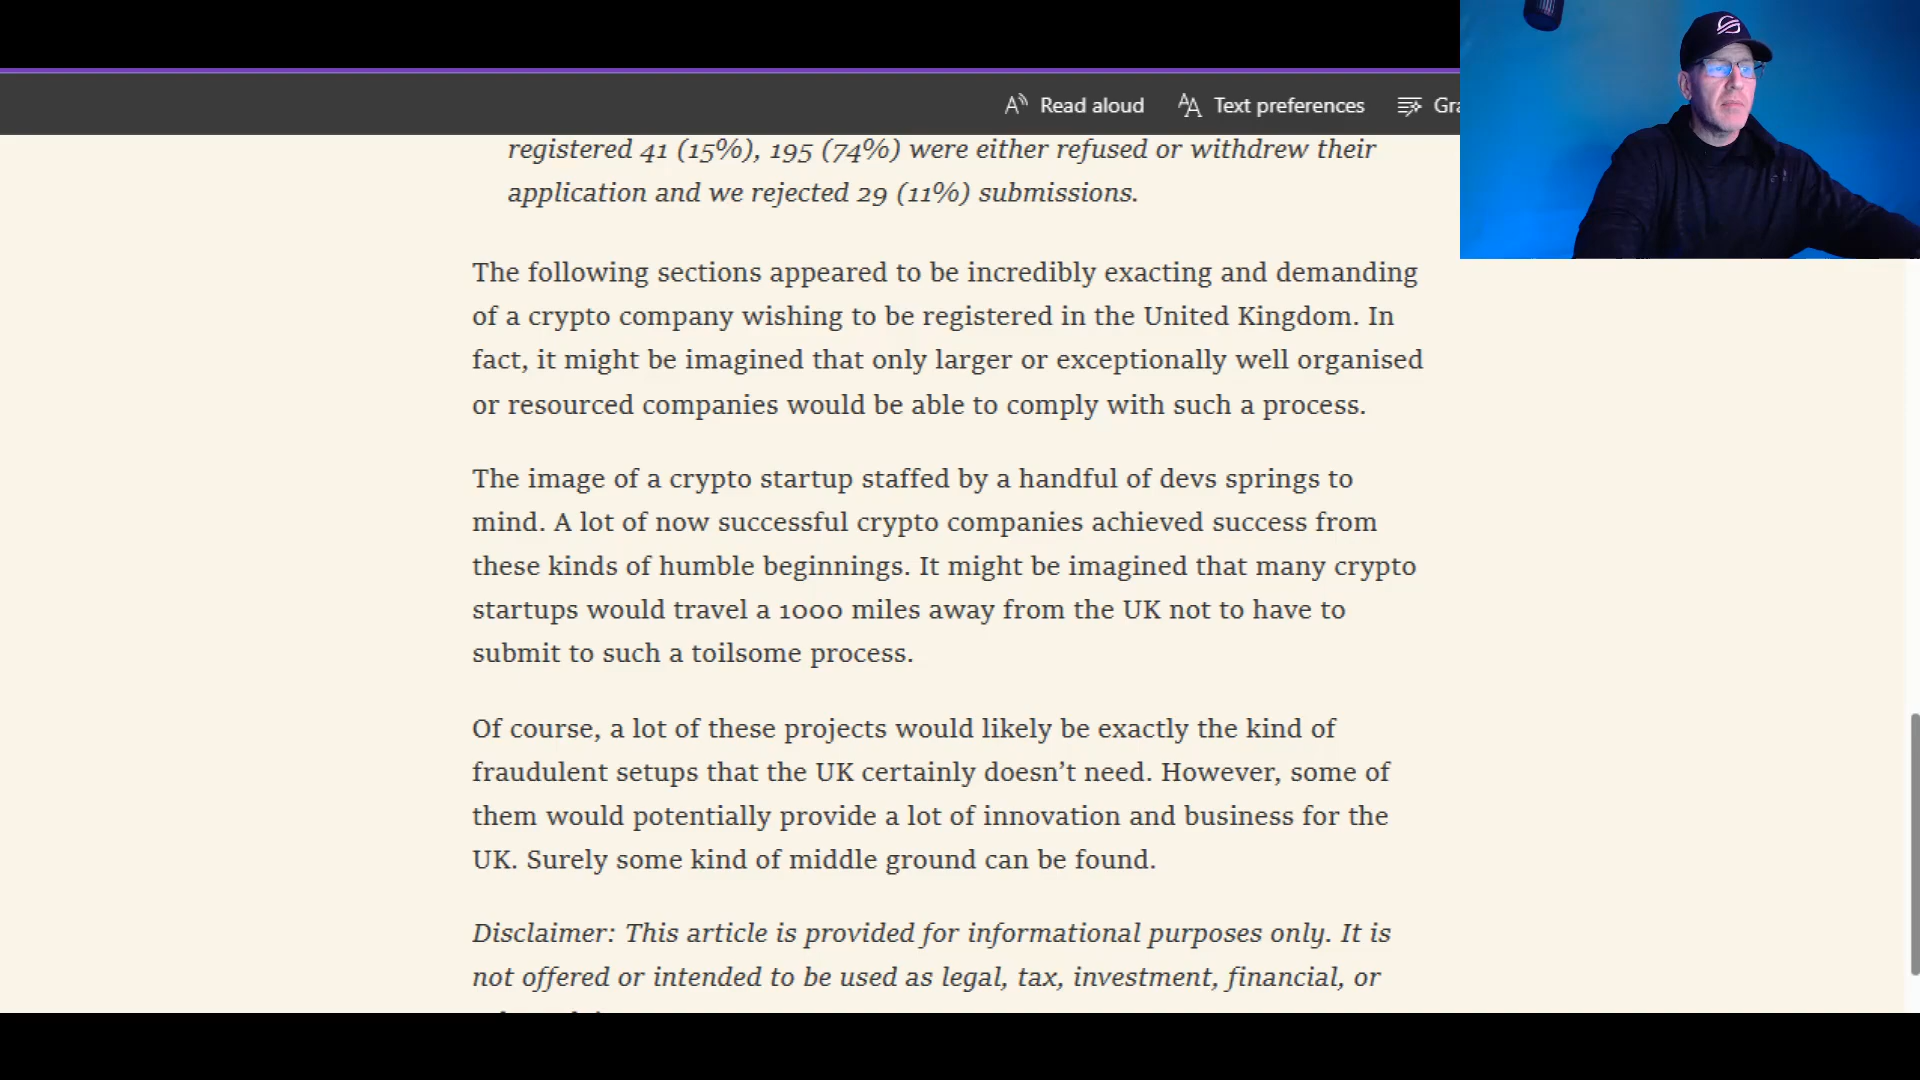 Read aloud
Text preferences
Gra
registered 41 (15%), 195 (74%) were either refused or withdrew their
application and we rejected 29 (11%) submissions.
The following sections appeared to be incredibly exacting and demanding
of a crypto company wishing to be registered in the United Kingdom. In
fact, it might be imagined that only larger or exceptionally well organised
or resourced companies would be able to comply with such a process.
The image of a crypto startup staffed by a handful of devs springs to
mind. A lot of now successful crypto companies achieved success from
these kinds of humble beginnings. It might be imagined that many crypto
startups would travel a 1000 miles away from the UK not to have to
submit to such a toilsome process.
Of course, a lot of these projects would likely be exactly the kind of
fraudulent setups that the UK certainly doesn’t need. However, some of
them would potentially provide a lot of innovation and business for the
UK. Surely some kind of middle ground can be found.
Disclaimer: This article is provided for informational purposes only. It is
not offered or intended to be used as legal, tax, investment, financial, or